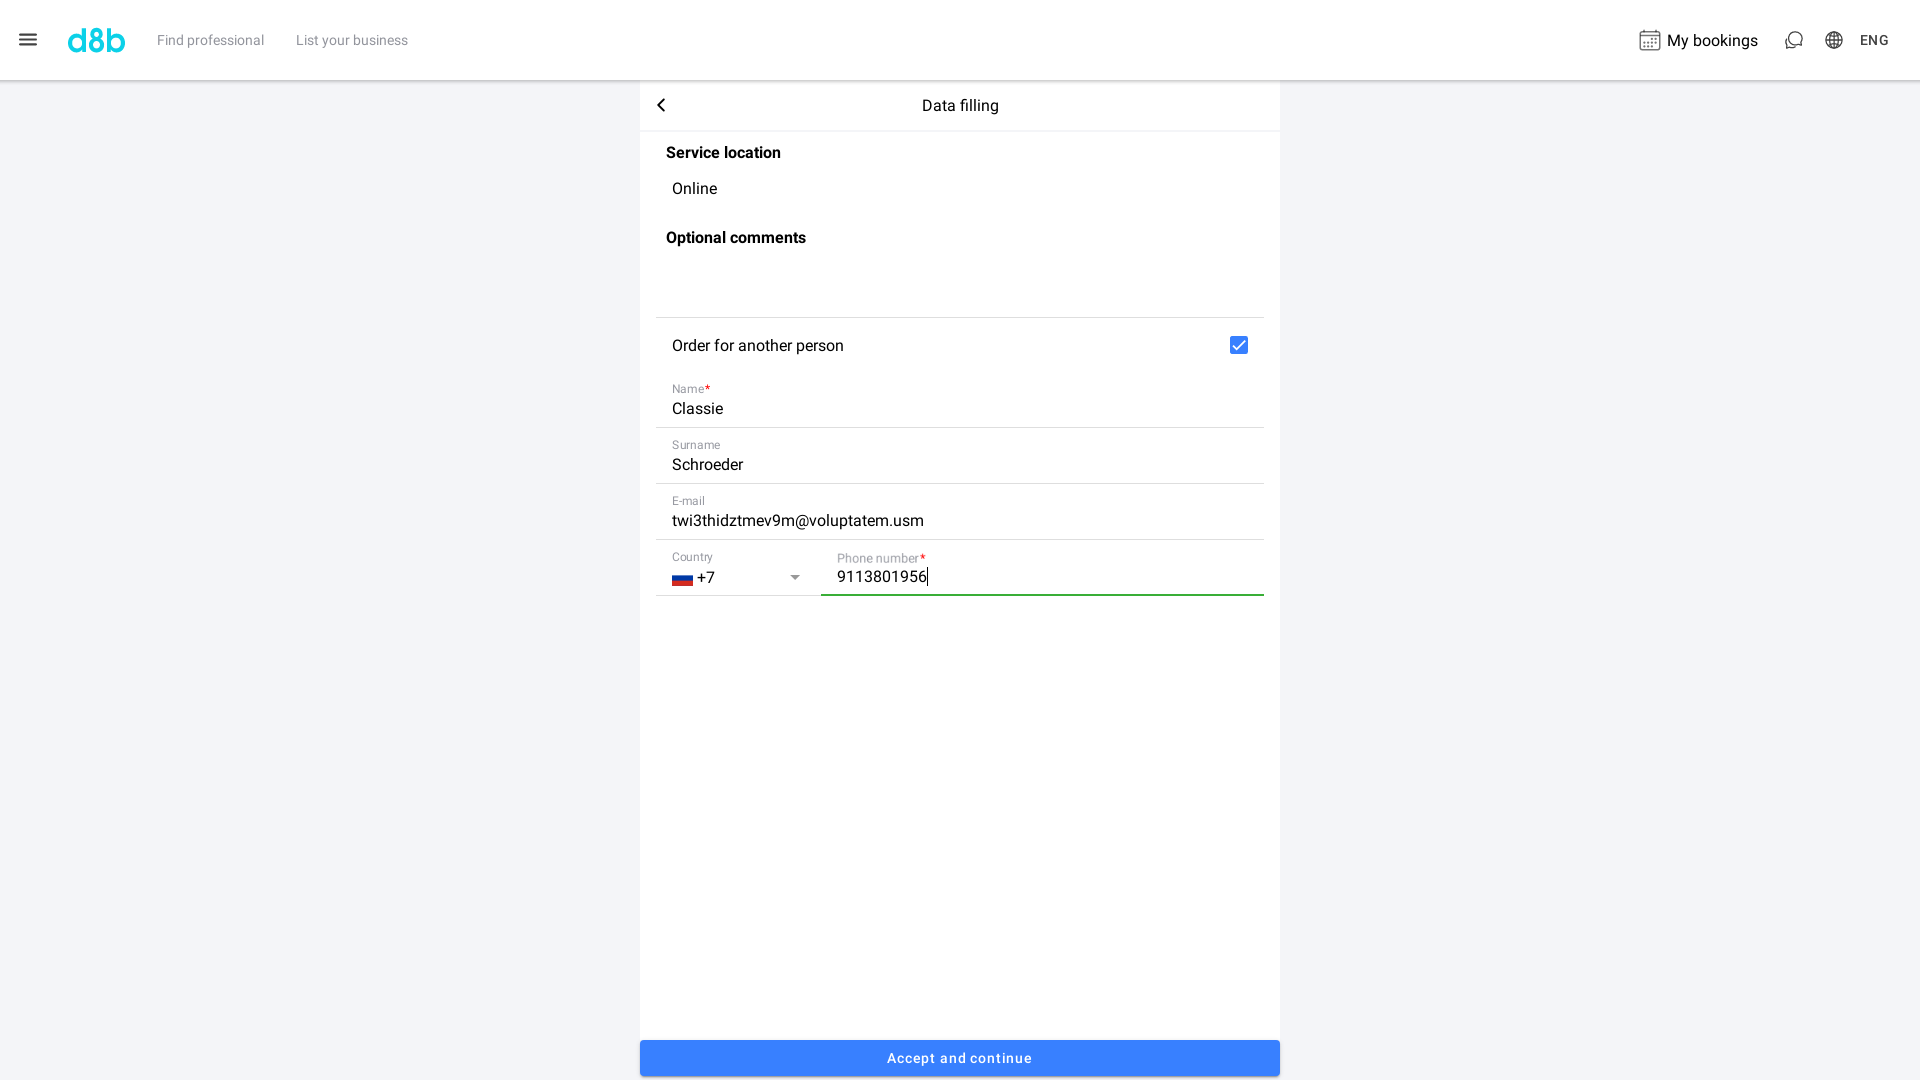 d8b
Find professional
List your business
My bookings
ENG
Data filling
Service location
Online
Optional comments
Order for another person
Name*
Classie
Surname
Schroeder
E-mail
twi3thidztmev9m@voluptatem.usm
Country
+7
Phone number*
9113801956
Accept and continue